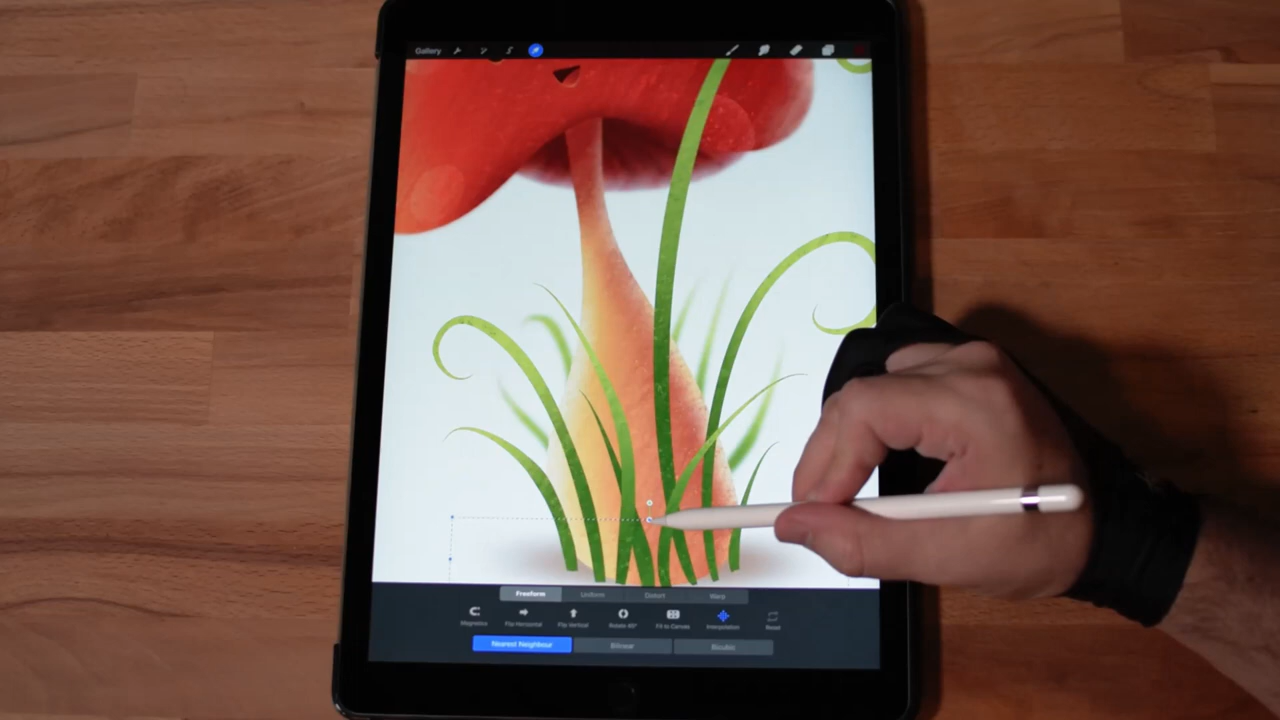 Gallery
Freeform Uniform Distort Warp
Magnetics Flip Horizontal Flip Vertical Rotate 45° Fit to Canvas Interpolation Reset
Nearest Neighbour Bilinear Bicubic